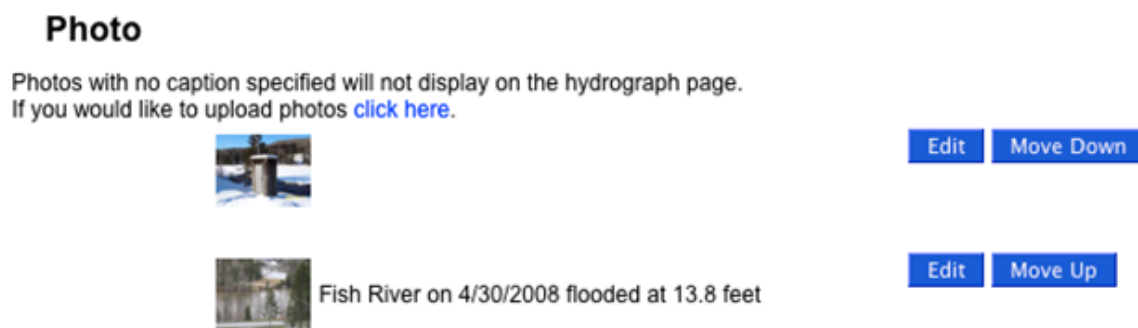 Photo
Photos with no caption specified will not display on the hydrograph page.
If you would like to upload photos click here.
Edit Move Down
Fish River on 4/30/2008 flooded at 13.8 feet
Edit Move Up